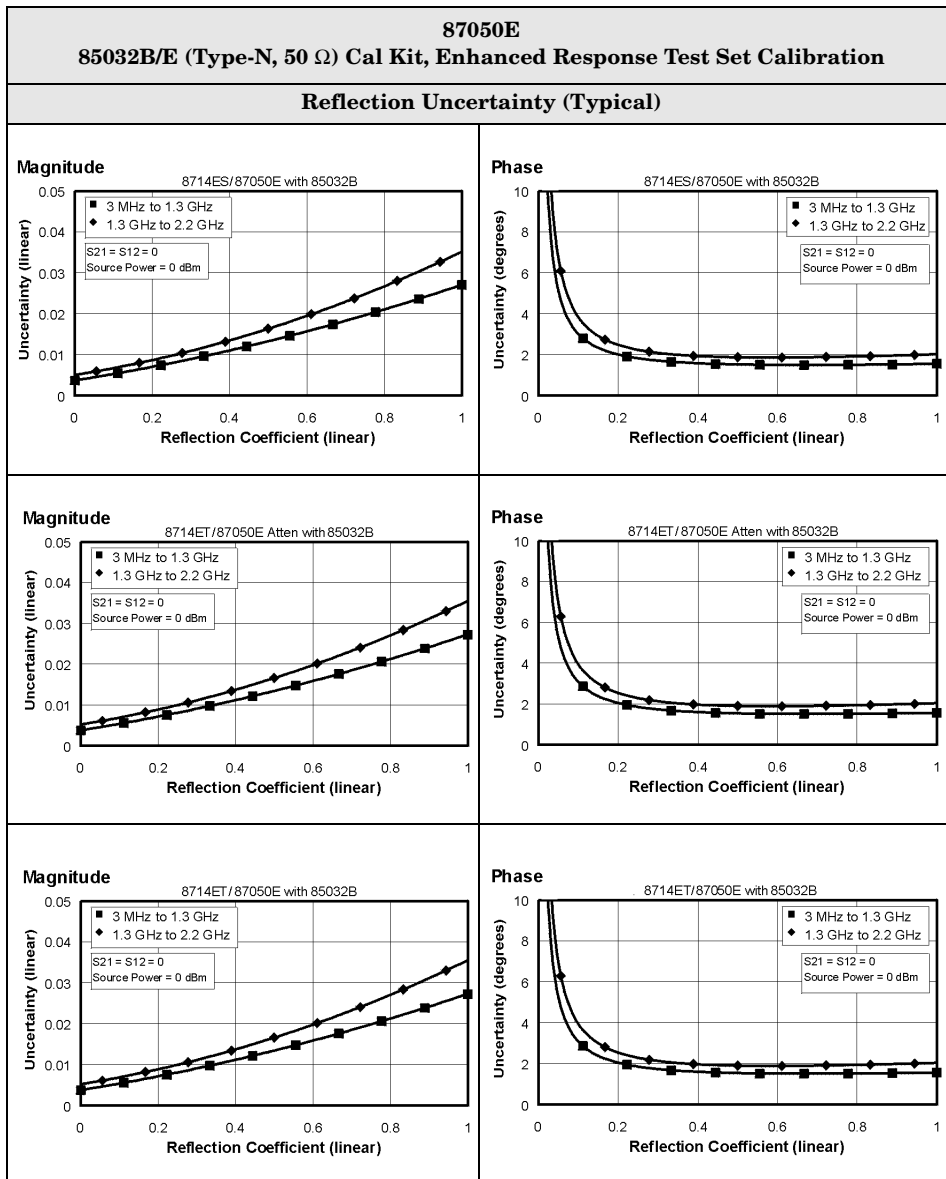 87050E
85032B/E (Type-N, 50 Ω) Cal Kit, Enhanced Response Test Set Calibration
Reflection Uncertainty (Typical)
Magnitude
8714ES/87050E with 85032B
0.05
0.04
0.03
0.02
0.01
0
Uncertainty (linear)
3 MHz to 1.3 GHz
1.3 GHz to 2.2 GHz
S21 = S12 = 0
Source Power = 0 dBm
0 0.2 0.4 0.6 0.8 1
Reflection Coefficient (linear)
Phase
8714ES/87050E with 85032B
10
8
6
4
2
0
Uncertainty (degrees)
3 MHz to 1.3 GHz
1.3 GHz to 2.2 GHz
S21 = S12 = 0
Source Power = 0 dBm
0 0.2 0.4 0.6 0.8 1
Reflection Coefficient (linear)
Magnitude
8714ET/87050E Atten with 85032B
0.05
0.04
0.03
0.02
0.01
0
Uncertainty (linear)
3 MHz to 1.3 GHz
1.3 GHz to 2.2 GHz
S21 = S12 = 0
Source Power = 0 dBm
0 0.2 0.4 0.6 0.8 1
Reflection Coefficient (linear)
Phase
8714ET/87050E Atten with 85032B
10
8
6
4
2
0
Uncertainty (degrees)
3 MHz to 1.3 GHz
1.3 GHz to 2.2 GHz
S21 = S12 = 0
Source Power = 0 dBm
0 0.2 0.4 0.6 0.8 1
Reflection Coefficient (linear)
Magnitude
8714ET/87050E with 85032B
0.05
0.04
0.03
0.02
0.01
0
Uncertainty (linear)
3 MHz to 1.3 GHz
1.3 GHz to 2.2 GHz
S21 = S12 = 0
Source Power = 0 dBm
0 0.2 0.4 0.6 0.8 1
Reflection Coefficient (linear)
Phase
8714ET/87050E with 85032B
10
8
6
4
2
0
Uncertainty (degrees)
3 MHz to 1.3 GHz
1.3 GHz to 2.2 GHz
S21 = S12 = 0
Source Power = 0 dBm
0 0.2 0.4 0.6 0.8 1
Reflection Coefficient (linear)